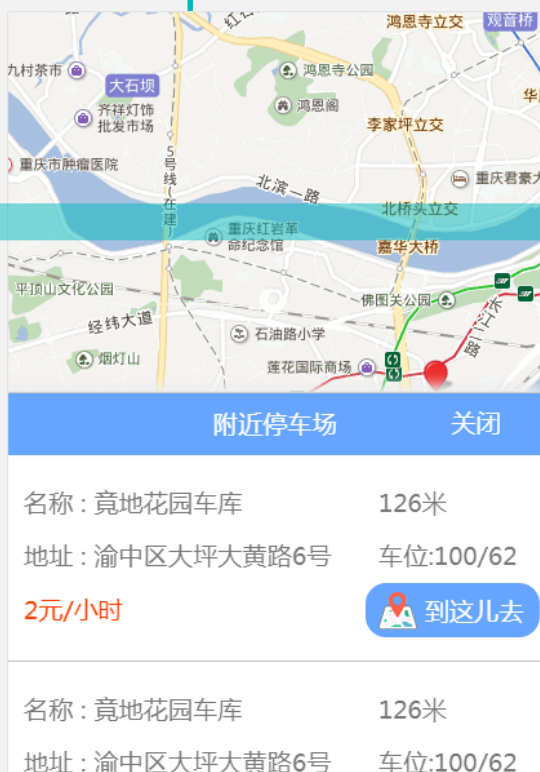 红石
鸿恩寺立交
观音桥
九村茶市
鸿恩寺公园
大石坝
华
齐祥灯饰
批发市场
鸿恩阁
李家坪立交
5号线(在建)
重庆市肿瘤医院
重庆君豪大
北滨一路
北桥头立交
重庆红岩革
命纪念馆
嘉华大桥
平顶山文化公园
佛图关公园
经纬大道
石油路小学
长江二路
烟灯山
莲花国际商场
附近停车场 关闭
名称 : 竟地花园车库 126米
地址 : 渝中区大坪大黄路6号 车位:100/62
2元/小时 到这儿去
名称 : 竟地花园车库 126米
地址 : 渝中区大坪大黄路6号 车位:100/62